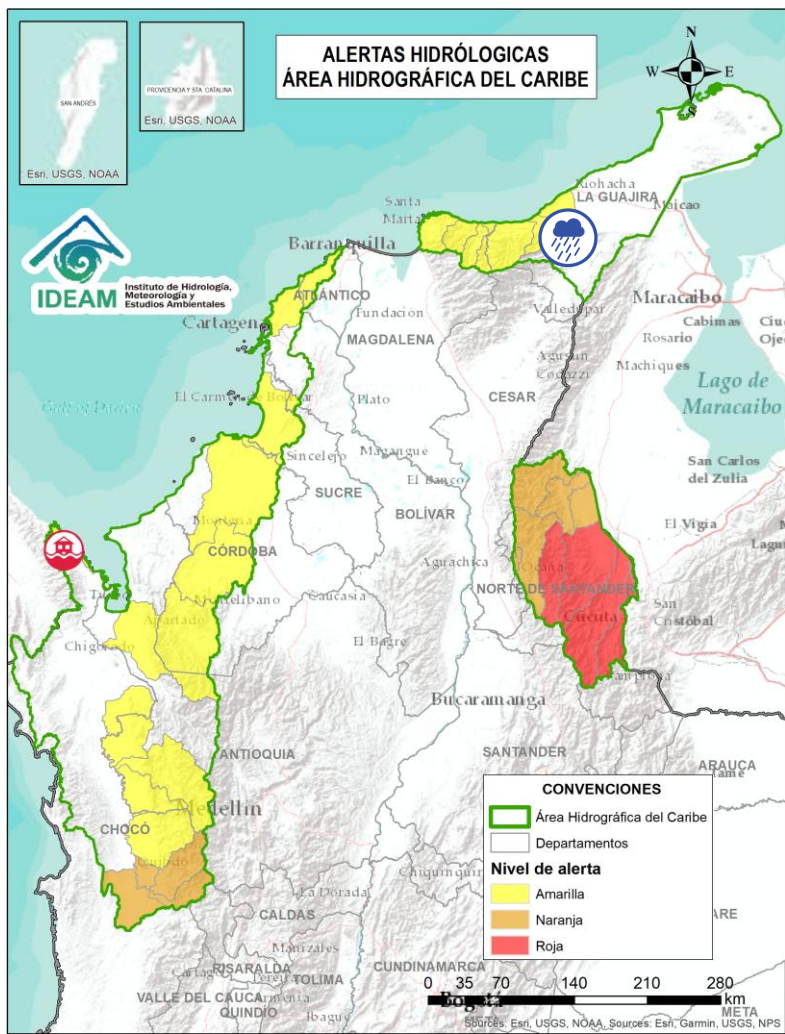 ALERTAS HIDRÓLOGICAS
ÁREA HIDROGRÁFICA DEL CARIBE
N
W
E
S
SAN ANDRÉS
Esri, USGS, NOAA
PROVIDENCIA Y STA. CATALINA
Esri, USGS, NOAA
IDEAM
Instituto de Hidrología,
Meteorología y
Estudios Ambientales
Riohacha
LA GUAJIRA
Maicao
Santa
Marta
Barranquilla
ATLÁNTICO
Cartagen
Fundación
Valledupar
Maracaibo
Cabimas
Rosario
MAGDALENA
Machiques
Agustín
Codazzi
CESAR
Lago de
Maracaibo
El Carmen de Bolívar
Plato
Sincelejo
Magangue
San Carlos
del Zulia
El Banco
SUCRE
BOLÍVAR
Montería
CÓRDOBA
El Vigia
Aguachica
Ocaña
NORTE DE SANTANDER
Cúcuta
San
Cristóbal
Montelibano
Caucasia
Apartado
El Bagre
Chigorodó
Bucaramanga
Pamplona
ANTIOQUIA
SANTANDER
ARAUCA
Medellín
CHOCÓ
Quibdó
La Dorada
CALDAS
Manizales
RISARALDA
TOLIMA
CUNDINAMARCA
VALLE DEL CAUCA
Armenia
QUINDÍO
Ibague
Bogotá
META
CONVENCIONES
Área Hidrográfica del Caribe
Departamentos
Nivel de alerta
Amarilla
Naranja
Roja
0 35 70 140 210 280
km
Sources: Esri, USGS, NOAA, Sources: Esri, Garmin, USGS, NPS